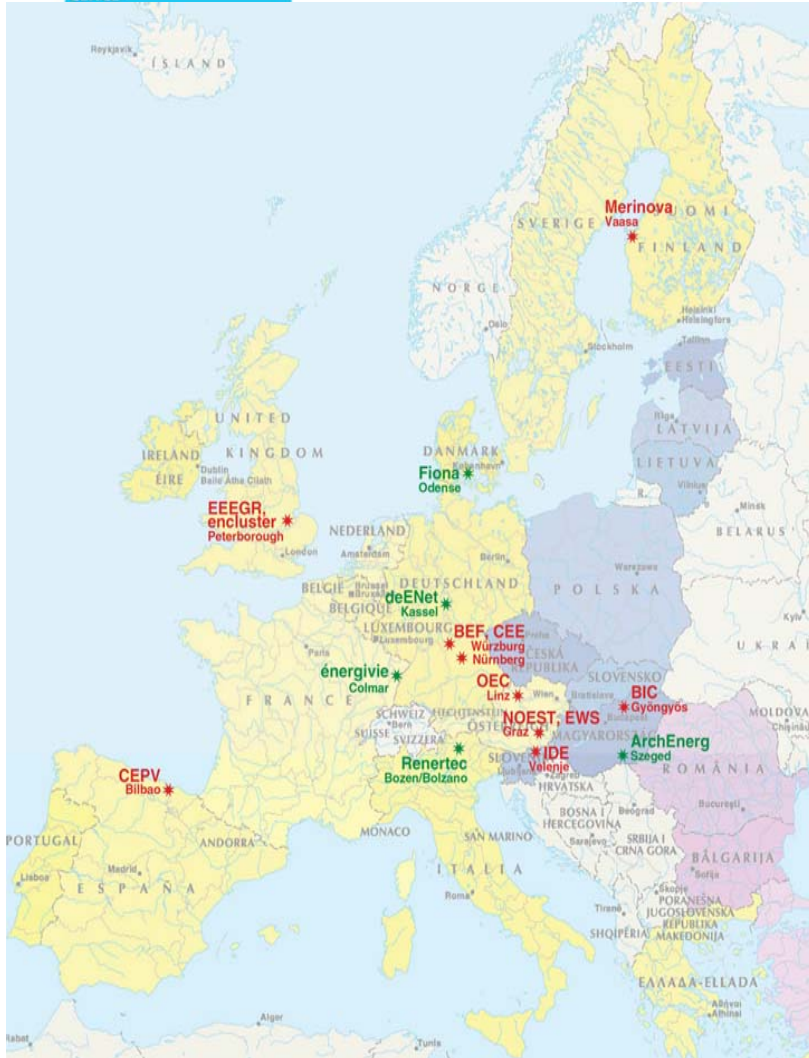 Reykjavik
ÍSLAND
Merinova
Vaasa
SUOMI
SVERIGE
FINLAND
NORGE
Helsinki
Helsingfors
Oslo
Tallinn
Stockholm
EESTI
Rīga
LATVIJA
UNITED
KINGDOM
DANMARK
LIETUVA
IRELAND
Dublin
Baile Átha Cliath
ÉIRE
Fiona
København
Odense
Vilnius
R.
Minsk
BELARUS
EEEGR,
encluster
Peterborough
London
NEDERLAND
Amsterdam
Berlin
Warszawa
POLSKA
DEUTSCHLAND
BELGIË
BELGIQUE
deENet
Kassel
Kyiv
LUXEMBOURG
Luxembourg
BEF, CEE
Würzburg
Nürnberg
Praha
ČESKÁ
REPUBLIKA
UKRAI
Paris
énergivie
Colmar
SLOVENSKO
OEC
Linz
Wien
Bratislava
BIC
Gyöngyös
FRANCE
LIECHTENSTEIN
SCHWEIZ
Bern
SUISSE
SVIZZERA
ÖSTERREICH
NOEST, EWS
Graz
Budapest
MAGYARORSZÁG
MOLDOVA
Chişinău
Renertec
Bozen/Bolzano
IDE
Velenje
Ljubljana
Zagreb
HRVATSKA
ArchEnerg
Szeged
ROMÂNIA
CEPV
Bilbao
BOSNA I
HERCEGOVINA
Sarajevo
Beograd
SRBIJA I
CRNA GORA
Bucureşti
MONACO
SAN MARINO
ANDORRA
PORTUGAL
Lisboa
Madrid
ESPAÑA
ITALIA
Roma
BÂLGARIJA
Sofija
Skopje
PORANEŠNA
JUGOSLOVENSKA
REPUBLIKA
MAKEDONIJA
Tiranë
SHQIPËRIA
ΕΛΛΑΔΑ-ELLADA
Αθήναι
Athinai
Rabat
Alger
Tunis